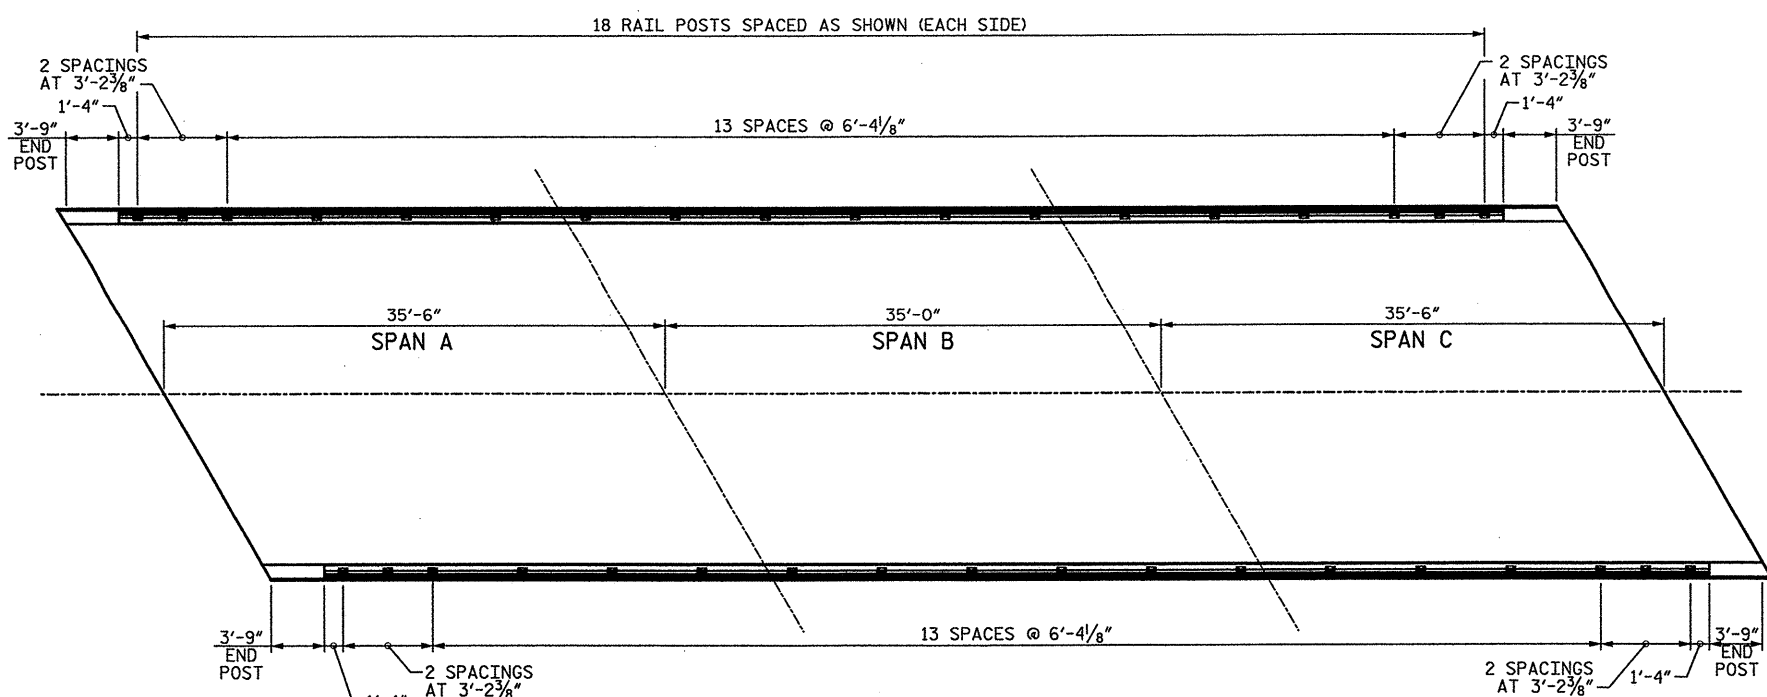 18 RAIL POSTS SPACED AS SHOWN (EACH SIDE)
2 SPACINGS
AT 3'-2⅜"
2 SPACINGS
AT 3'-2⅜"
1'-4"
1'-4"
3'-9"
END
POST
13 SPACES @ 6'-4⅛"
3'-9"
END
POST
35'-6"
SPAN A
35'-0"
SPAN B
35'-6"
SPAN C
3'-9"
END
POST
2 SPACINGS
AT 3'-2⅜"
13 SPACES @ 6'-4⅛"
2 SPACINGS
AT 3'-2⅜"
1'-4"
3'-9"
END
POST